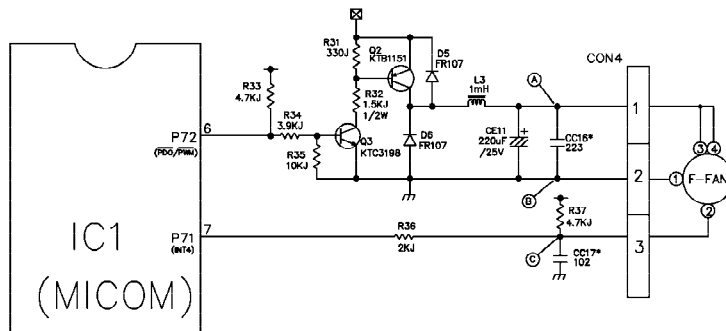 R31
330J
Q2
KTB1151
D5
FR107
R33
4.7KJ
R32
1.5KJ
1/2W
L3
1mH
A
CON4
P72
(PDO/PWM)
6
R34
3.9KJ
Q3
KTC3198
R35
10KJ
D6
FR107
CE11
220uF
/25V
CC16*
223
1
3
4
F-FAN
2
1
2
B
R37
4.7KJ
IC1
(MICOM)
P71
(INT4)
7
R36
2KJ
C
CC17*
102
3